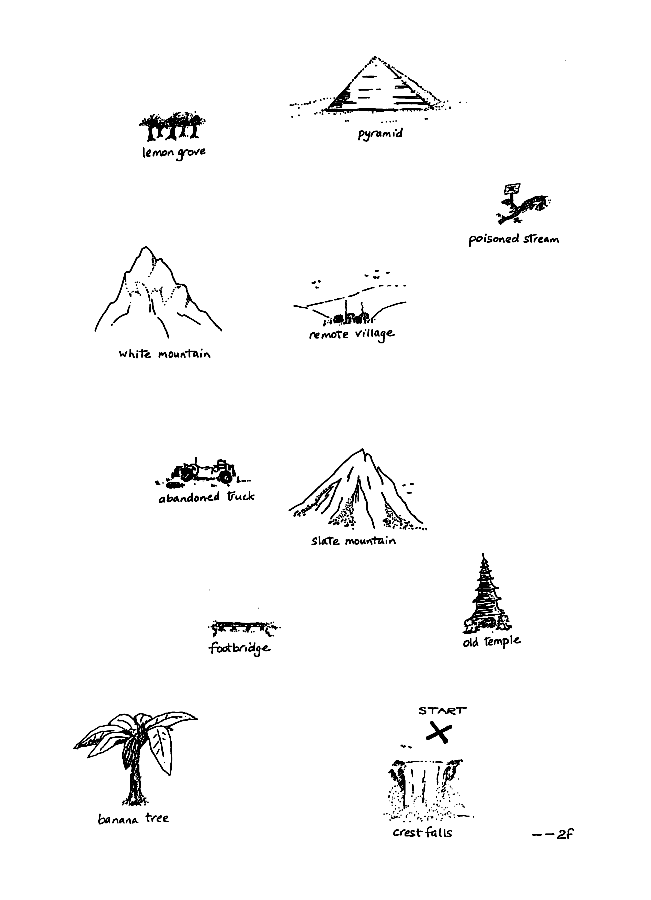 pyramid
lemon grove
poisoned stream
remote village
white mountain
abandoned truck
slate mountain
old temple
footbridge
START
banana tree
crest falls
--2f